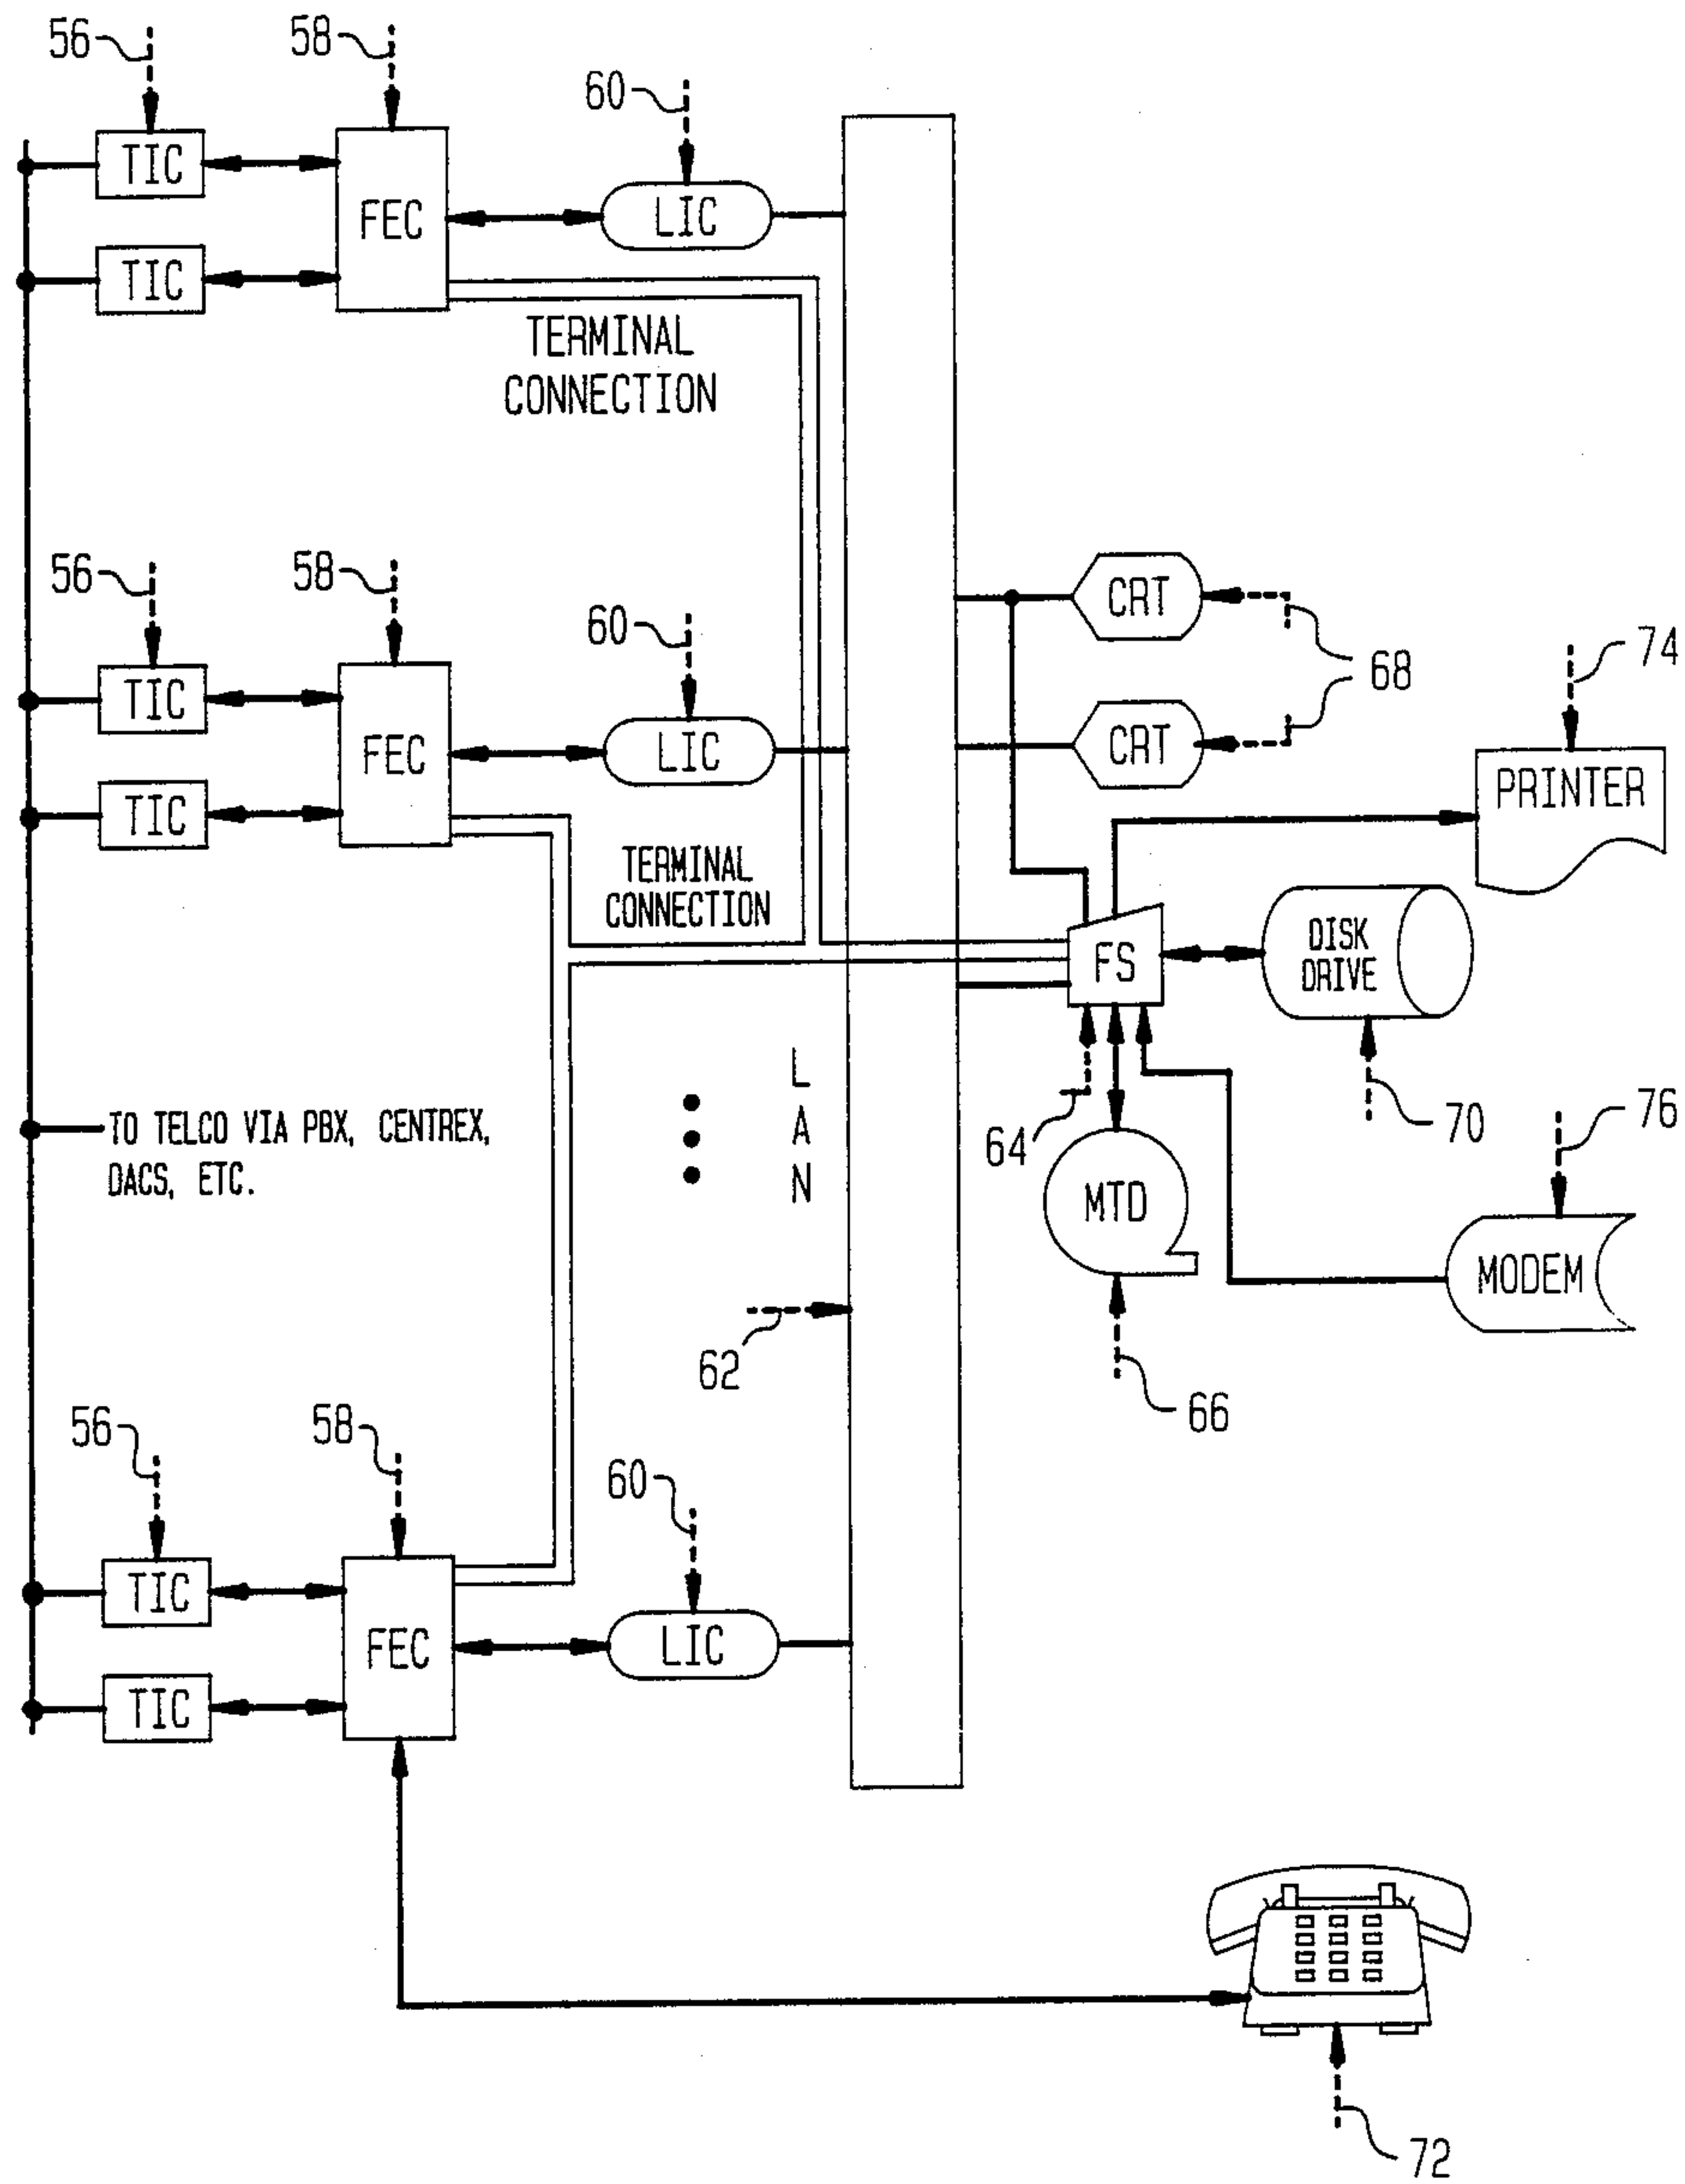 56
58
60
TIC
FEC
LIC
TIC
TERMINAL
CONNECTION
56
58
60
CRT
68
74
TIC
FEC
LIC
CRT
PRINTER
TIC
TERMINAL
CONNECTION
FS
DISK
DRIVE
LAN
64
70
76
TO TELCO VIA PBX, CENTREX,
DACS, ETC.
MTD
MODEM
62
66
56
58
60
TIC
FEC
LIC
TIC
72